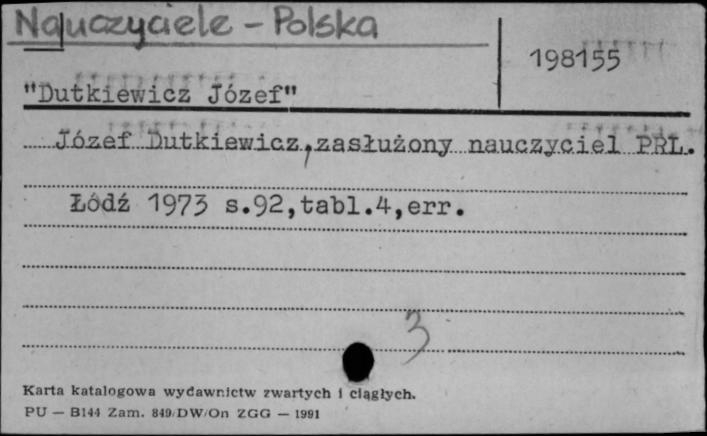 Nauczyciele - Polska
198155
"Dutkiewicz Józef"
Józef Dutkiewicz, zasłużony nauczyciel PRL.
Łódź 1973 s.92,tabl.4,err.
3
Karta katalogowa wydawnictw zwartych i ciągłych.
PU — B144 Zam. 849/DW/On ZGG — 1991